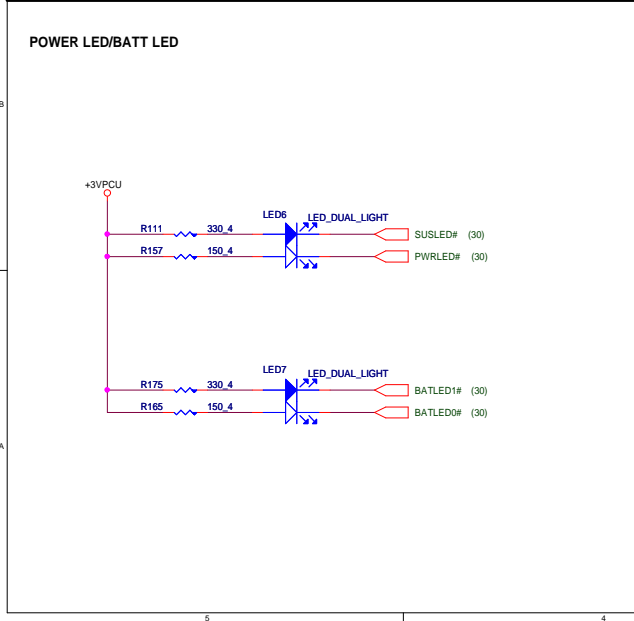 POWER LED/BATT LED
B
+3VPCU
LED6 LED_DUAL_LIGHT
R111 330_4 SUSLED# (30)
R157 150_4 PWRLED# (30)
LED7 LED_DUAL_LIGHT
R175 330_4 BATLED1# (30)
R165 150_4 BATLED0# (30)
A
5 4